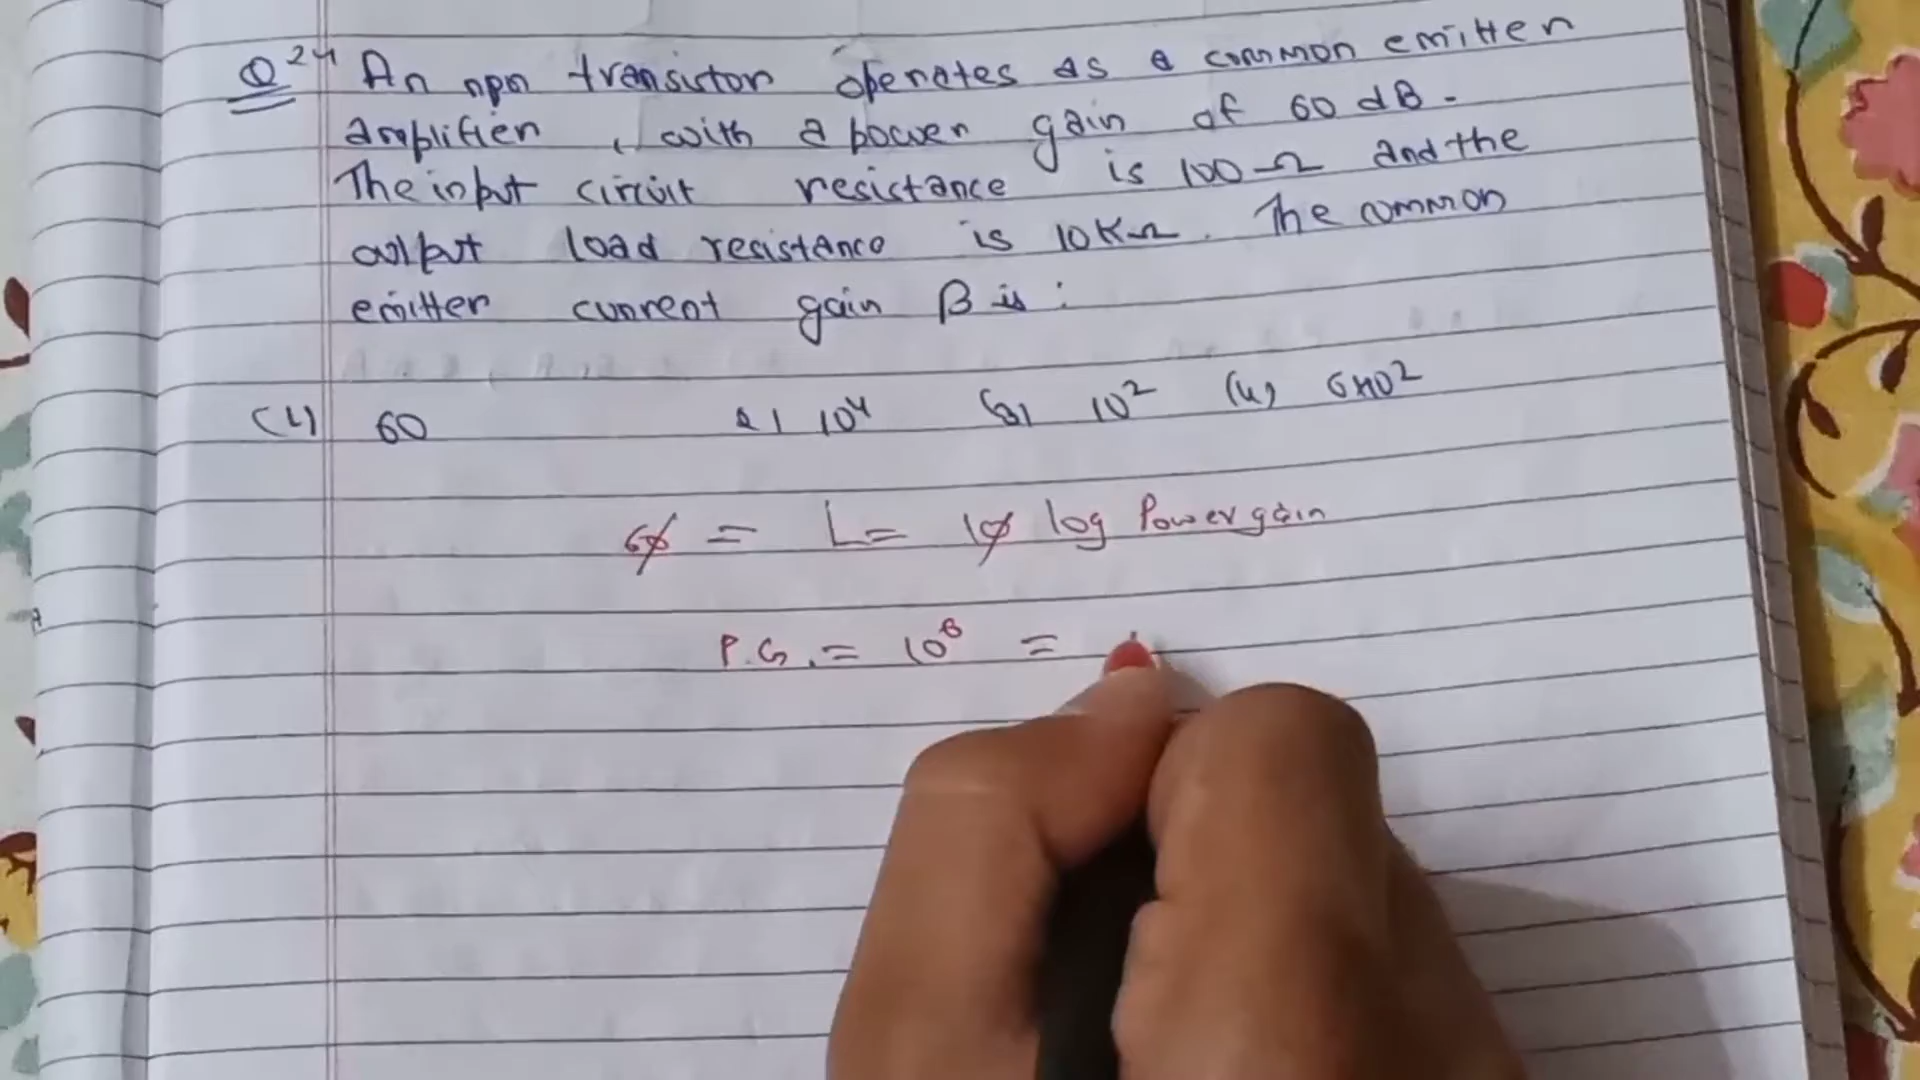 Q 24 An npn transistor operates as a common emitter
amplifier, with a power gain of 60 dB.
The input circuit resistance is 100 Ω and the
output load resistance is 10 KΩ. The common
emitter current gain β is:
(1) 60 2) 10⁴ (3) 10² (4) 6×10²
60 = L = 10 log Power gain
P.G. = 10⁶ =